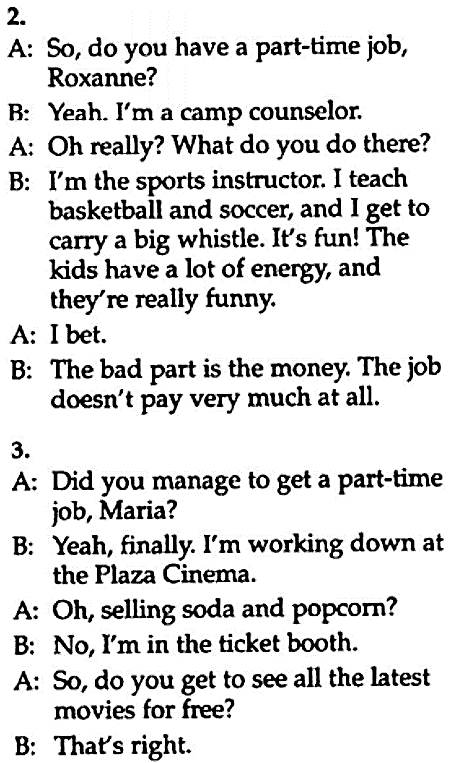 2.
A: So, do you have a part-time job,
Roxanne?
B: Yeah. I'm a camp counselor.
A: Oh really? What do you do there?
B: I'm the sports instructor. I teach
basketball and soccer, and I get to
carry a big whistle. It's fun! The
kids have a lot of energy, and
they're really funny.
A: I bet.
B: The bad part is the money. The job
doesn't pay very much at all.
3.
A: Did you manage to get a part-time
job, Maria?
B: Yeah, finally. I'm working down at
the Plaza Cinema.
A: Oh, selling soda and popcorn?
B: No, I'm in the ticket booth.
A: So, do you get to see all the latest
movies for free?
B: That's right.